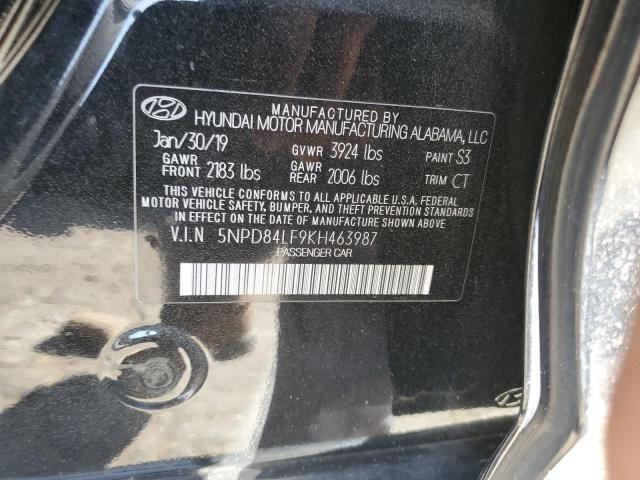 MANUFACTURED BY
HYUNDAI MOTOR MANUFACTURING ALABAMA, LLC
Jan/30/19 GVWR 3924 lbs PAINT S3
GAWR FRONT 2183 lbs GAWR REAR 2006 lbs TRIM CT
THIS VEHICLE CONFORMS TO ALL APPLICABLE U.S.A. FEDERAL
MOTOR VEHICLE SAFETY, BUMPER, AND THEFT PREVENTION STANDARDS
IN EFFECT ON THE DATE OF MANUFACTURE SHOWN ABOVE.
V.I.N 5NPD84LF9KH463987
PASSENGER CAR